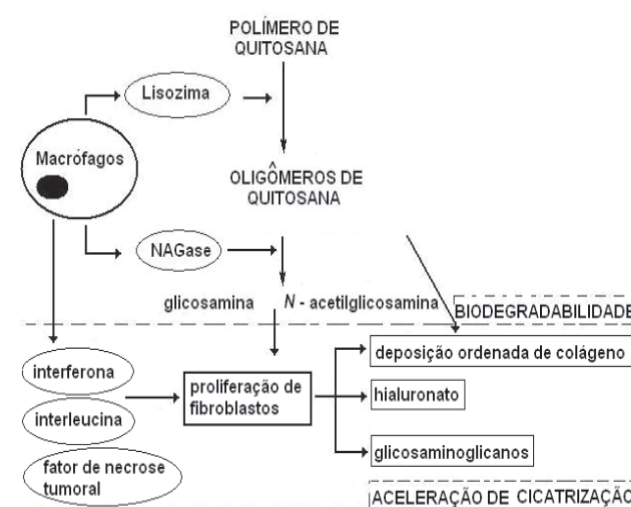 POLÍMERO DE
QUITOSANA
Lisozima
Macrófagos
OLIGÔMEROS DE
QUITOSANA
NAGase
glicosamina
N - acetilglicosamina
BIODEGRADABILIDADE
interferona
interleucina
fator de necrose
tumoral
proliferação de
fibroblastos
deposição ordenada de colágeno
hialuronato
glicosaminoglicanos
ACELERAÇÃO DE CICATRIZAÇÃO